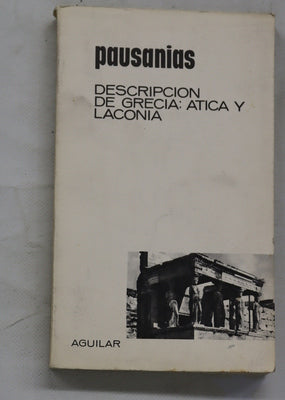 pausanias
DESCRIPCION
DE GRECIA: ATICA Y
LACONIA
AGUILAR